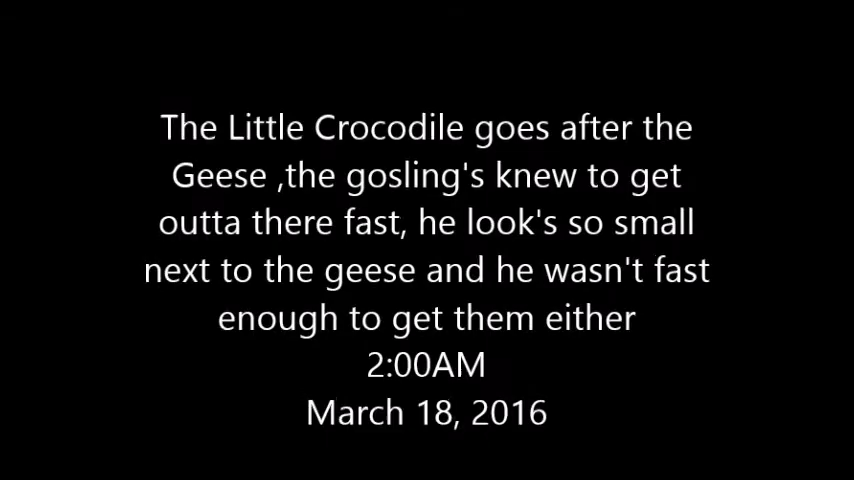 The Little Crocodile goes after the
Geese ,the gosling's knew to get
outta there fast, he look's so small
next to the geese and he wasn't fast
enough to get them either
2:00AM
March 18, 2016